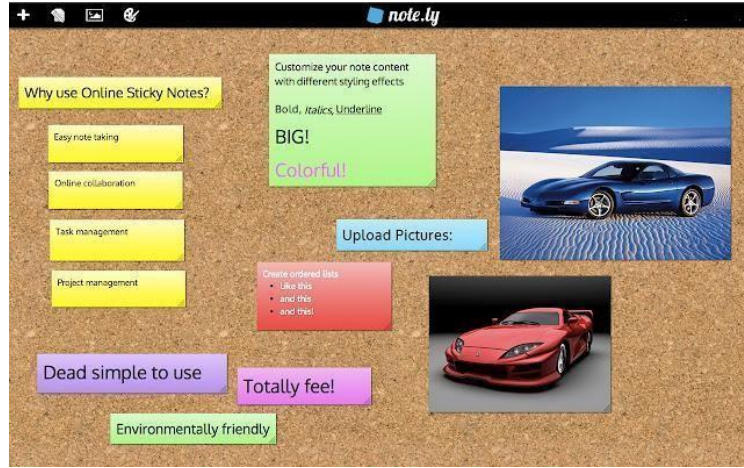 note.ly
Why use Online Sticky Notes?
Easy note taking
Online collaboration
Task management
Project management
Customize your note content
with different styling effects
Bold, Italics, Underline
BIG!
Colorful!
Upload Pictures:
Create ordered lists
• Like this
• and this
• and this!
Dead simple to use
Totally fee!
Environmentally friendly